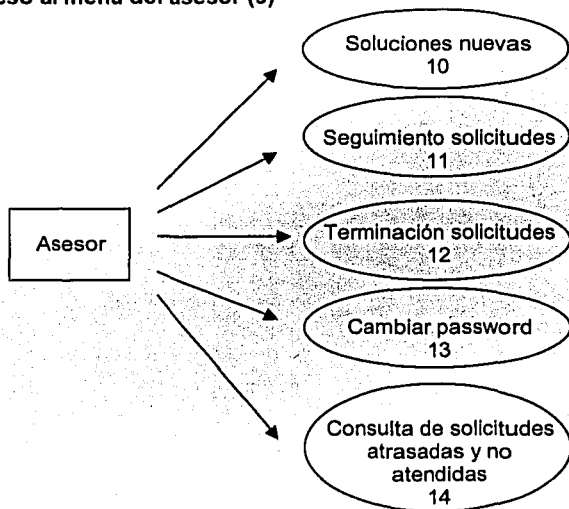 al menú del asesor
Soluciones nuevas
10
Seguimiento solicitudes
11
Asesor
Terminación solicitudes
12
Cambiar password
13
Consulta de solicitudes
atrasadas y no
atendidas
14